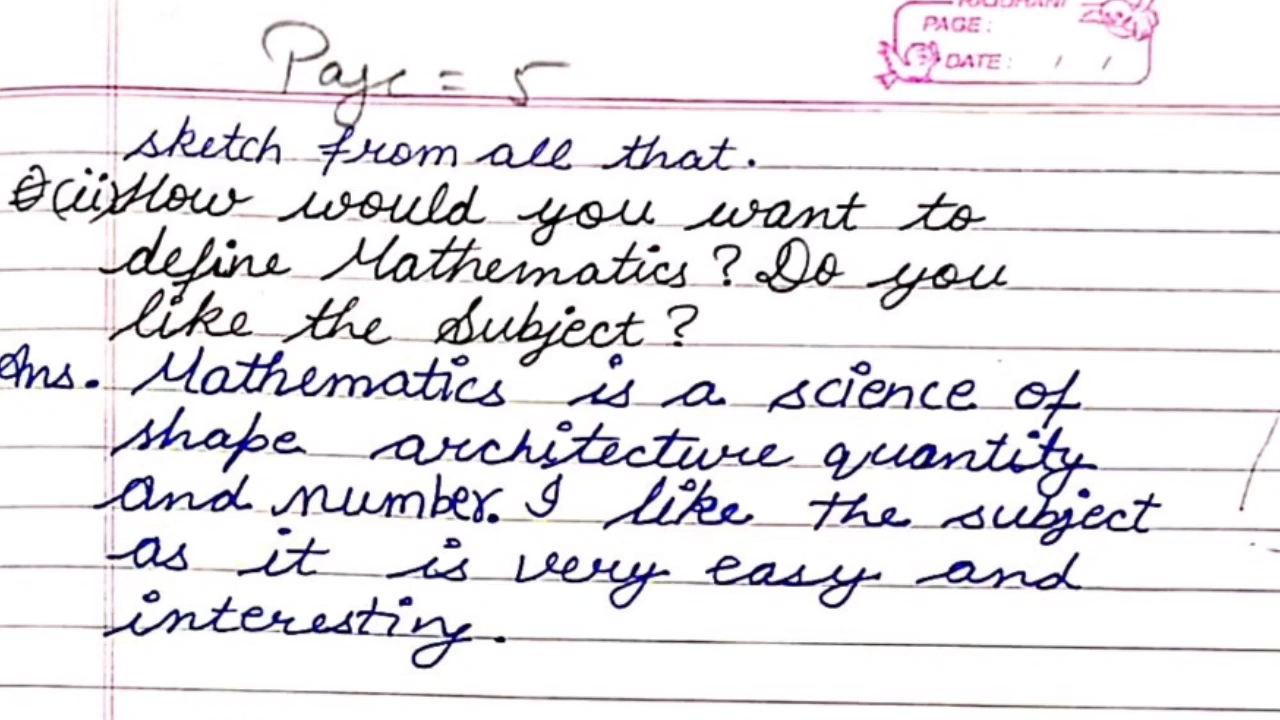 RAJDHANI
PAGE:
DATE: / /
Page = 5
sketch from all that.
Q(ii) How would you want to
define Mathematics? Do you
like the Subject?
Ans. Mathematics is a science of
shape architecture quantity
and number. I like the subject
as it is very easy and
interesting.